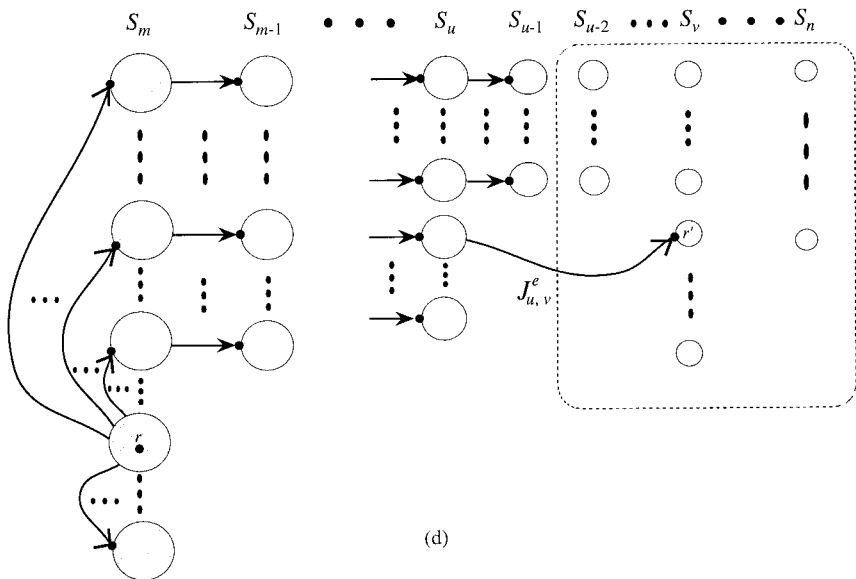 S_m S_{m-1} • • • S_u S_{u-1} S_{u-2} ••• S_v • • • S_n
r'
J^e_{u, v}
r
(d)